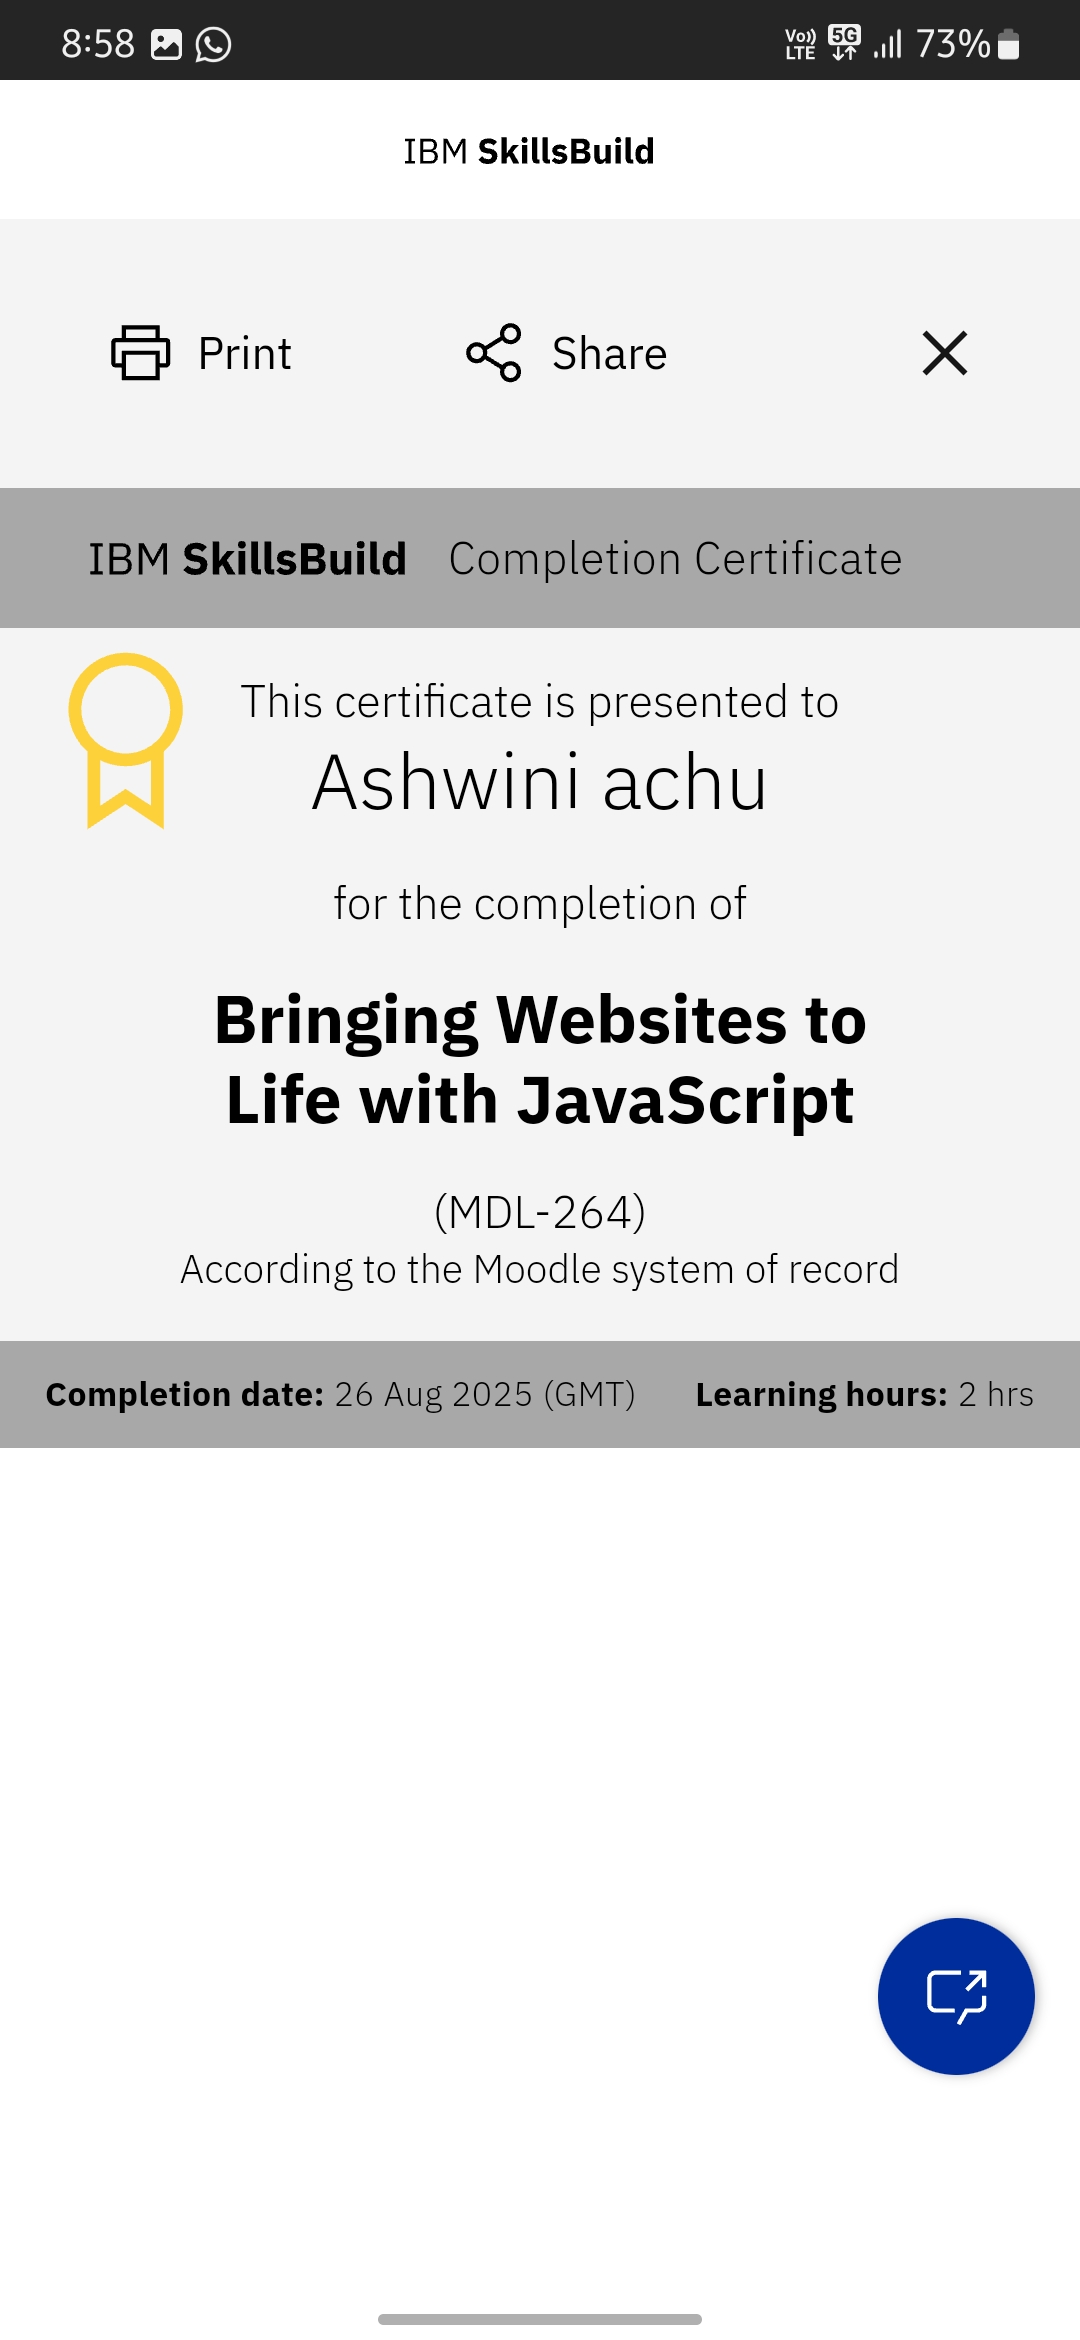 8:58 Vo)) LTE 5G 73%
IBM SkillsBuild
Print Share
IBM SkillsBuild Completion Certificate
This certificate is presented to
Ashwini achu
for the completion of
Bringing Websites to
Life with JavaScript
(MDL-264)
According to the Moodle system of record
Completion date: 26 Aug 2025 (GMT) Learning hours: 2 hrs